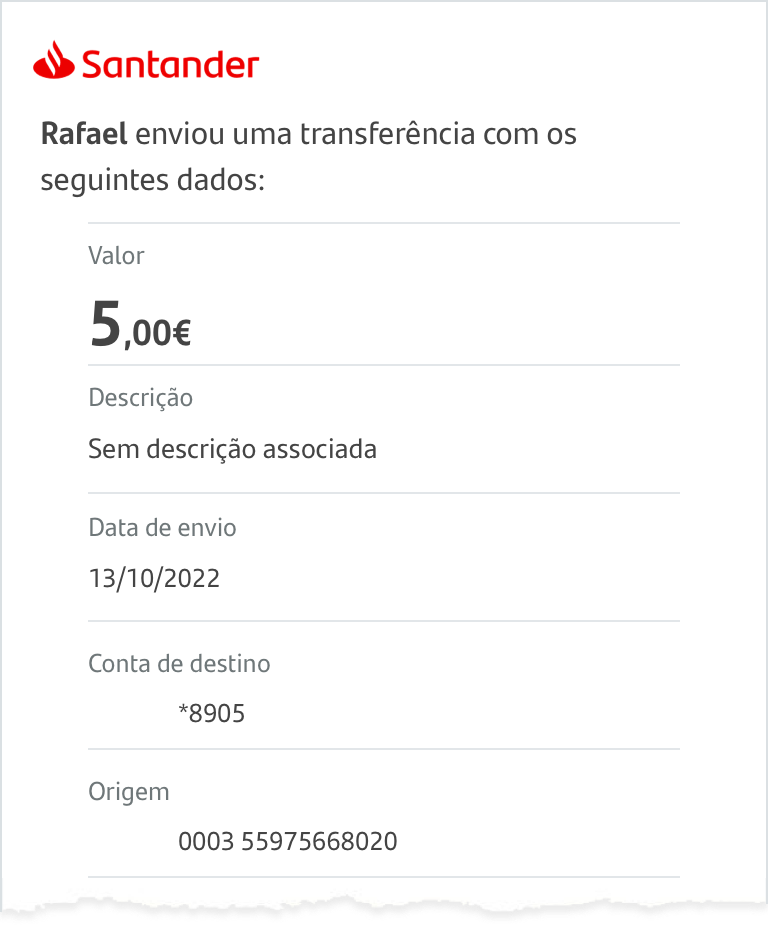 Santander
Rafael enviou uma transferência com os
seguintes dados:
Valor
5,00€
Descrição
Sem descrição associada
Data de envio
13/10/2022
Conta de destino
*8905
Origem
0003 55975668020